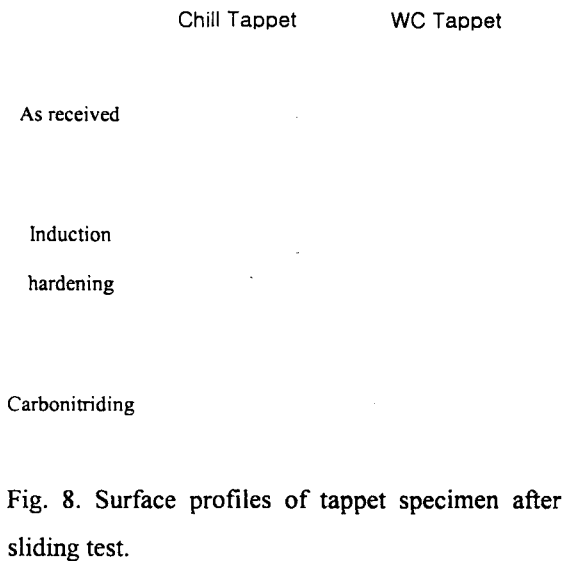 Chill Tappet WC Tappet
As received
Induction
hardening
Carbonitriding
Fig. 8. Surface profiles of tappet specimen after
sliding test.